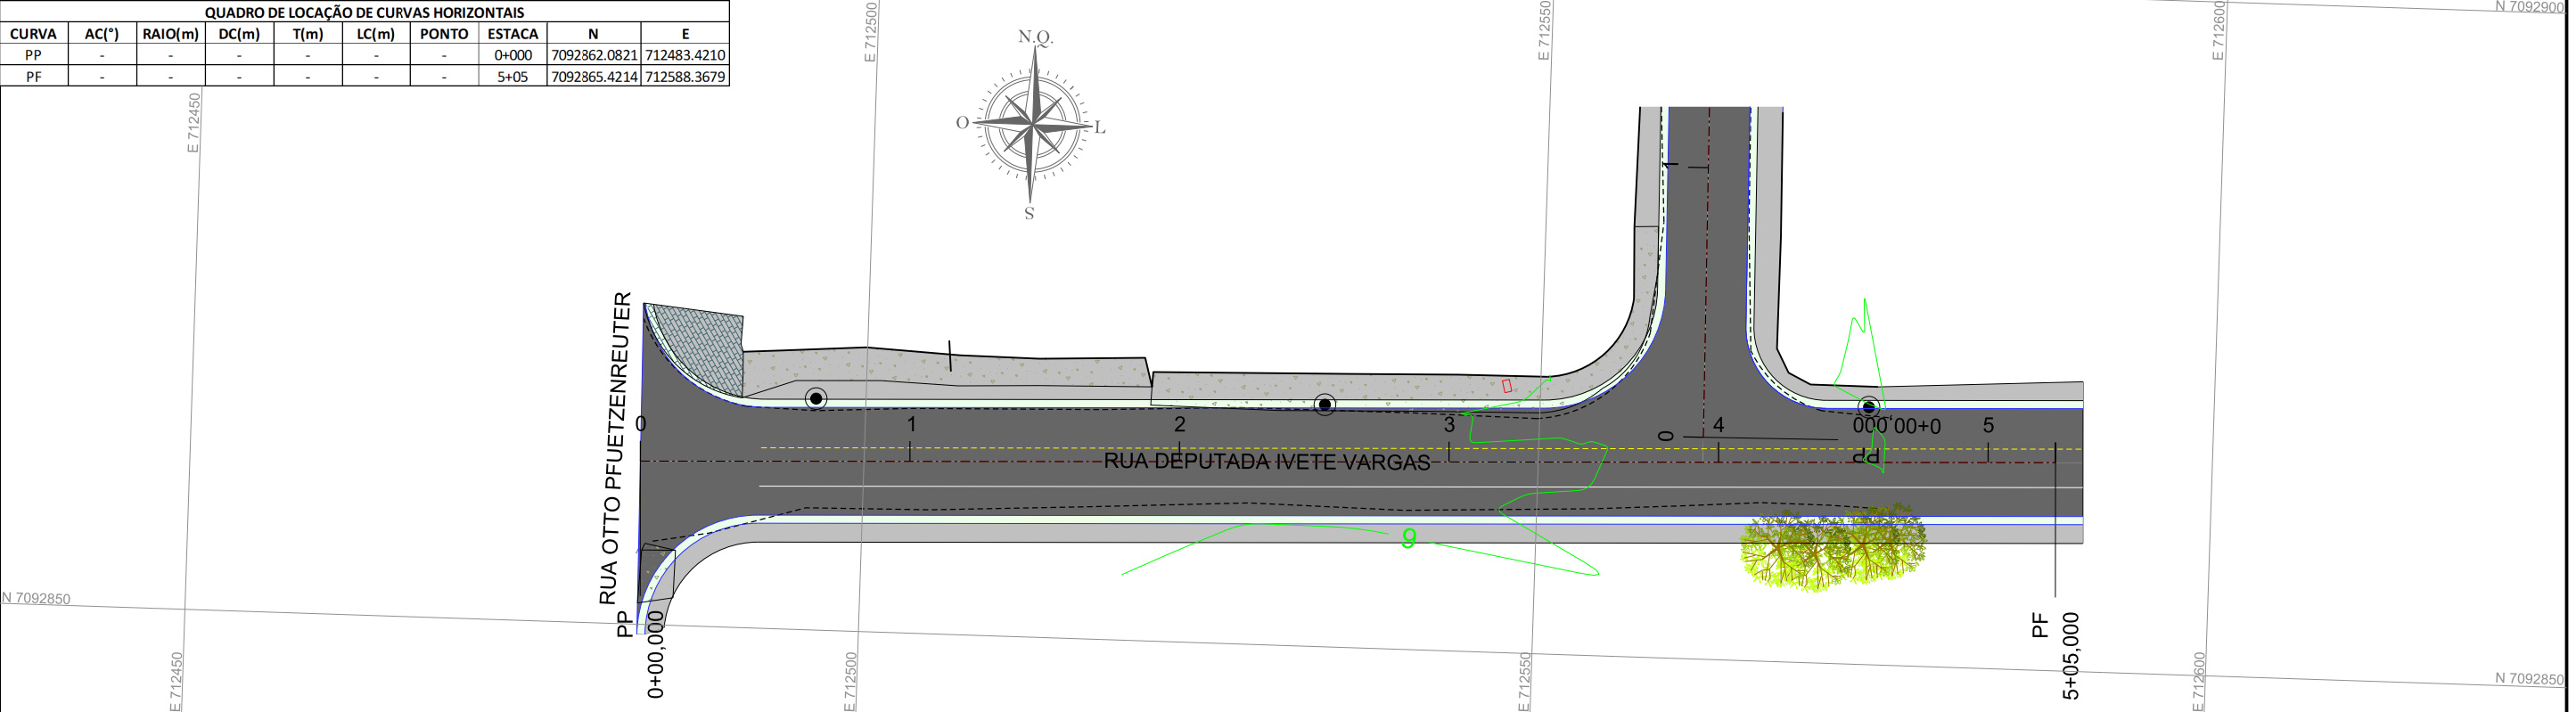 QUADRO DE LOCAÇÃO DE CURVAS HORIZONTAIS
CURVA AC(°) RAIO(m) DC(m) T(m) LC(m) PONTO ESTACA N E
PP - - - - - - 0+000 7092862.0821 712483.4210
PF - - - - - - 5+05 7092865.4214 712588.3679
E 712450
E 712500
E 712550
E 712600
N 7092900
N.Q.
O
L
S
1
RUA OTTO PFUETZENREUTER
0
1
2
3
0
4
0+00,000
5
PP
RUA DEPUTADA IVETE VARGAS
9
N 7092850
PP
0+00,000
PF
5+05,000
E 712450
E 712500
E 712550
E 712600
N 7092850